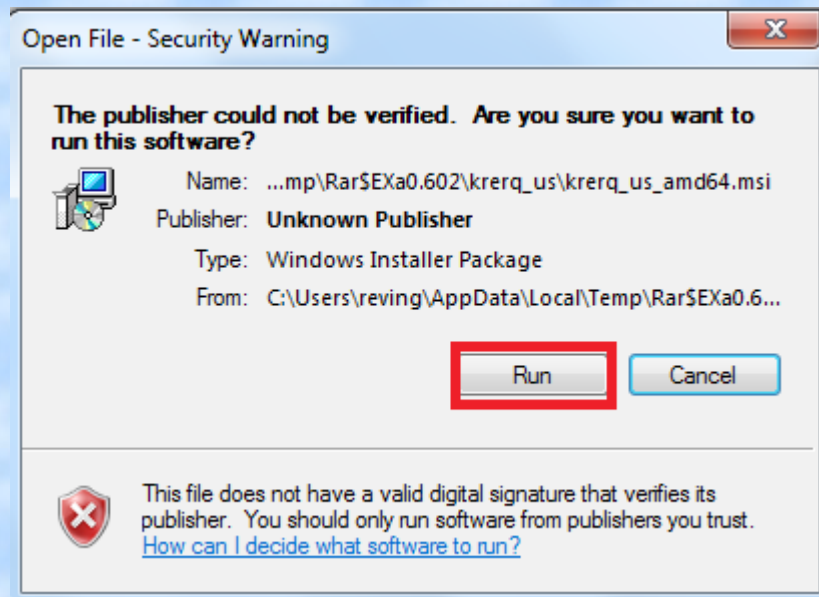 Open File - Security Warning
The publisher could not be verified.  Are you sure you want to
run this software?
Name: ...mp\Rar$EXa0.602\krerq_us\krerq_us_amd64.msi
Publisher: Unknown Publisher
Type: Windows Installer Package
From: C:\Users\reving\AppData\Local\Temp\Rar$EXa0.6...
Run Cancel
This file does not have a valid digital signature that verifies its
publisher.  You should only run software from publishers you trust.
How can I decide what software to run?